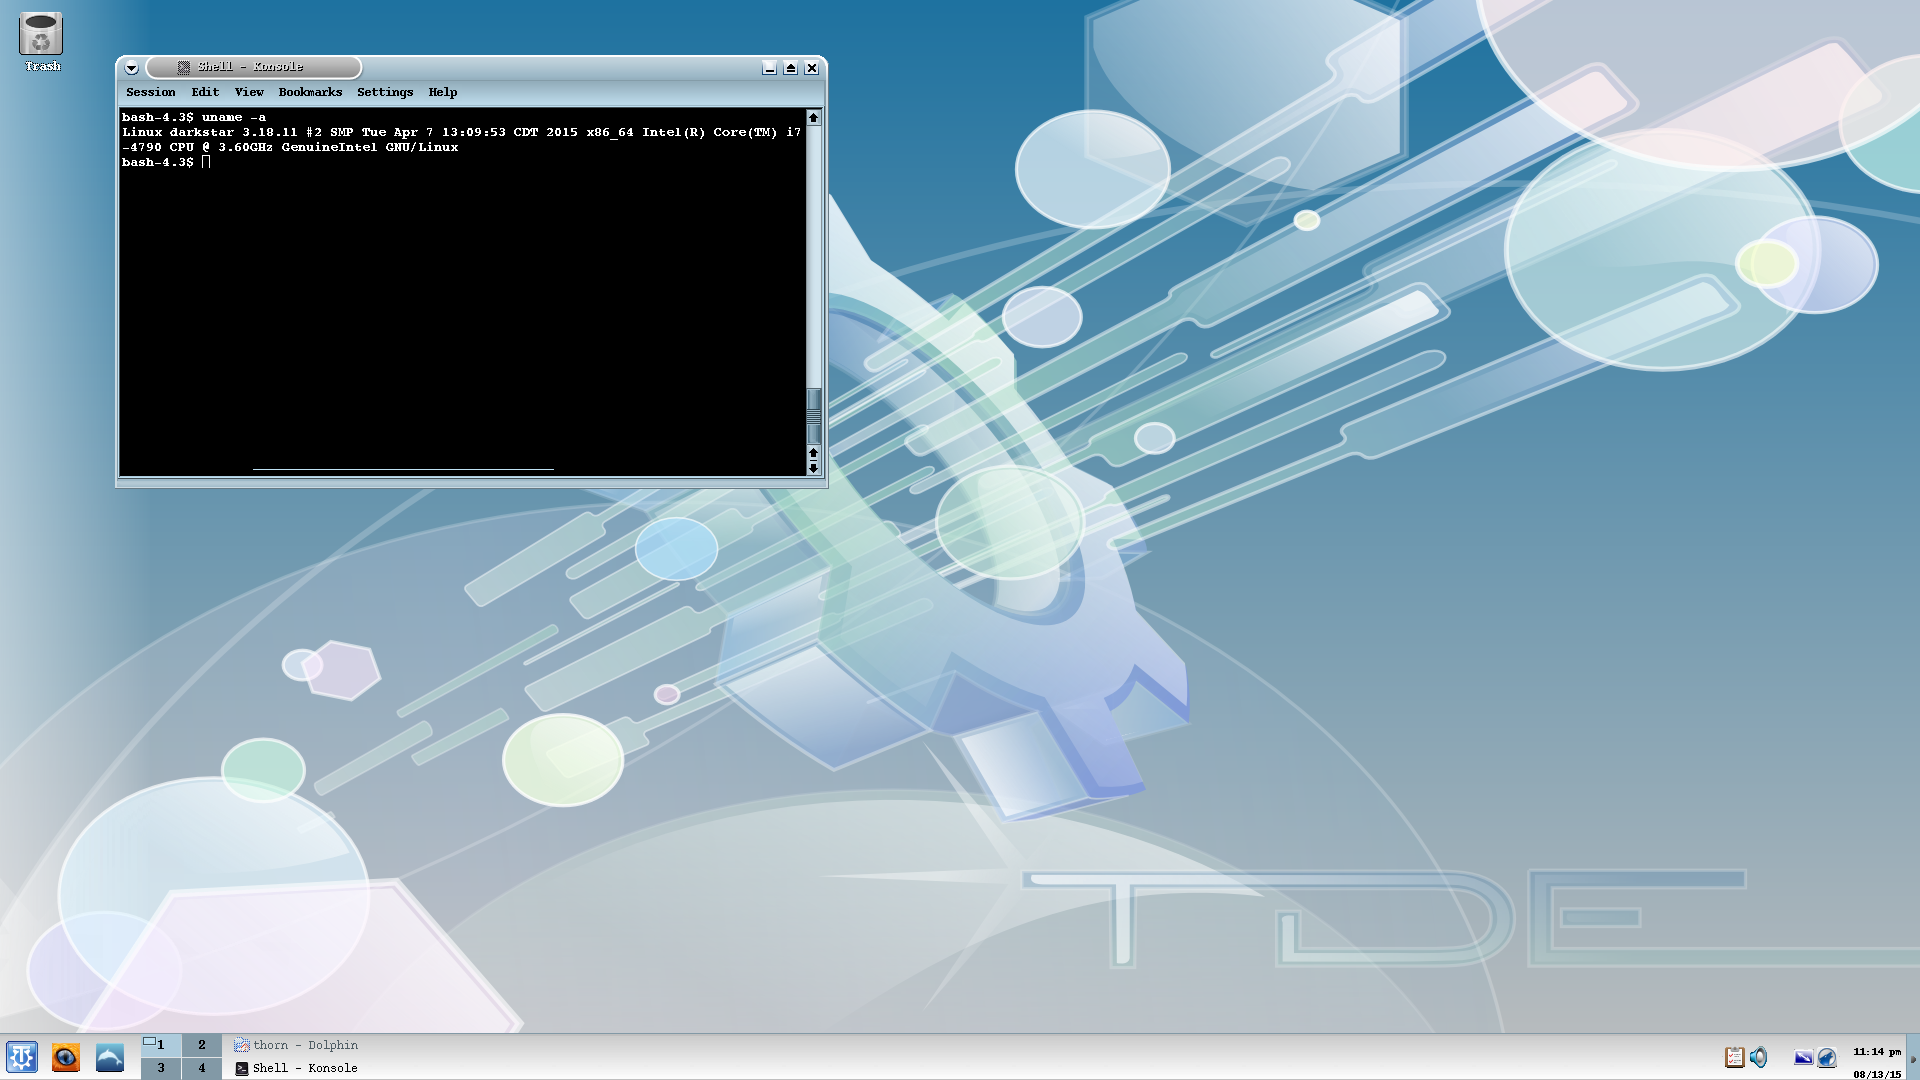 Trash
Shell - Konsole
Session Edit View Bookmarks Settings Help
bash-4.3$ uname -a
Linux darkstar 3.18.11 #2 SMP Tue Apr 7 13:09:53 CDT 2015 x86_64 Intel(R) Core(TM) i7
-4790 CPU @ 3.60GHz GenuineIntel GNU/Linux
bash-4.3$
TDE
1 2
3 4
thorn - Dolphin
Shell - Konsole
11:14 pm
08/13/15